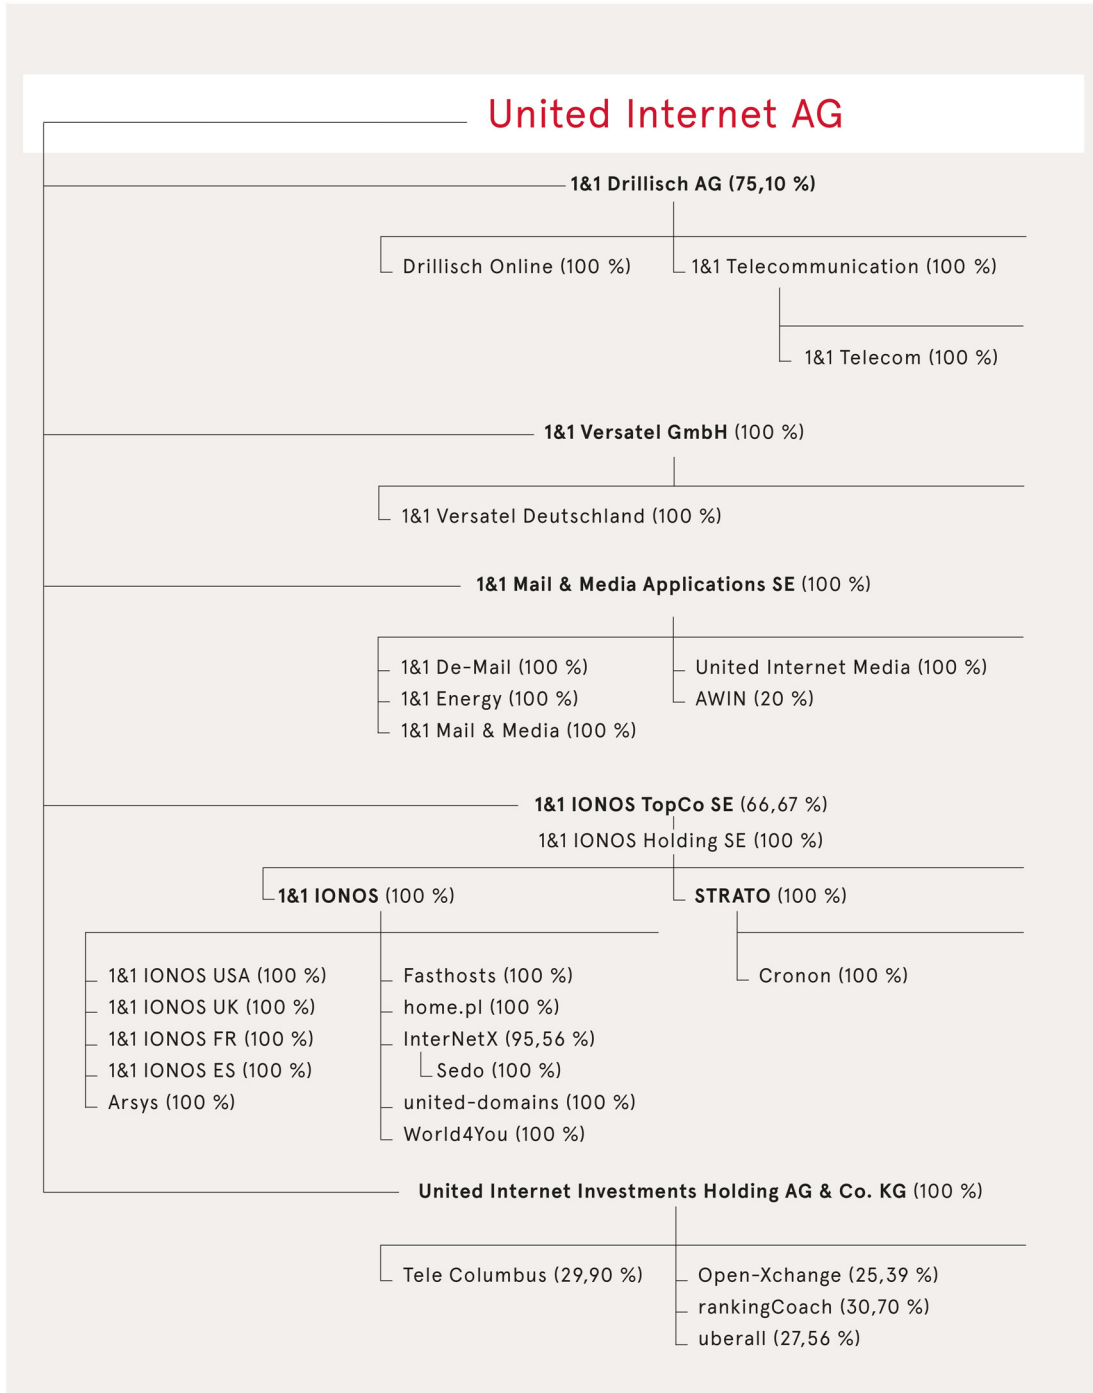 United Internet AG
1&1 Drillisch AG (75,10 %)
Drillisch Online (100 %)
1&1 Telecommunication (100 %)
1&1 Telecom (100 %)
1&1 Versatel GmbH (100 %)
1&1 Versatel Deutschland (100 %)
1&1 Mail & Media Applications SE (100 %)
1&1 De-Mail (100 %)
1&1 Energy (100 %)
1&1 Mail & Media (100 %)
United Internet Media (100 %)
AWIN (20 %)
1&1 IONOS TopCo SE (66,67 %)
1&1 IONOS Holding SE (100 %)
1&1 IONOS (100 %)
STRATO (100 %)
1&1 IONOS USA (100 %)
1&1 IONOS UK (100 %)
1&1 IONOS FR (100 %)
1&1 IONOS ES (100 %)
Arsys (100 %)
Fasthosts (100 %)
home.pl (100 %)
InterNetX (95,56 %)
Sedo (100 %)
united-domains (100 %)
World4You (100 %)
Cronon (100 %)
United Internet Investments Holding AG & Co. KG (100 %)
Tele Columbus (29,90 %)
Open-Xchange (25,39 %)
rankingCoach (30,70 %)
uberall (27,56 %)